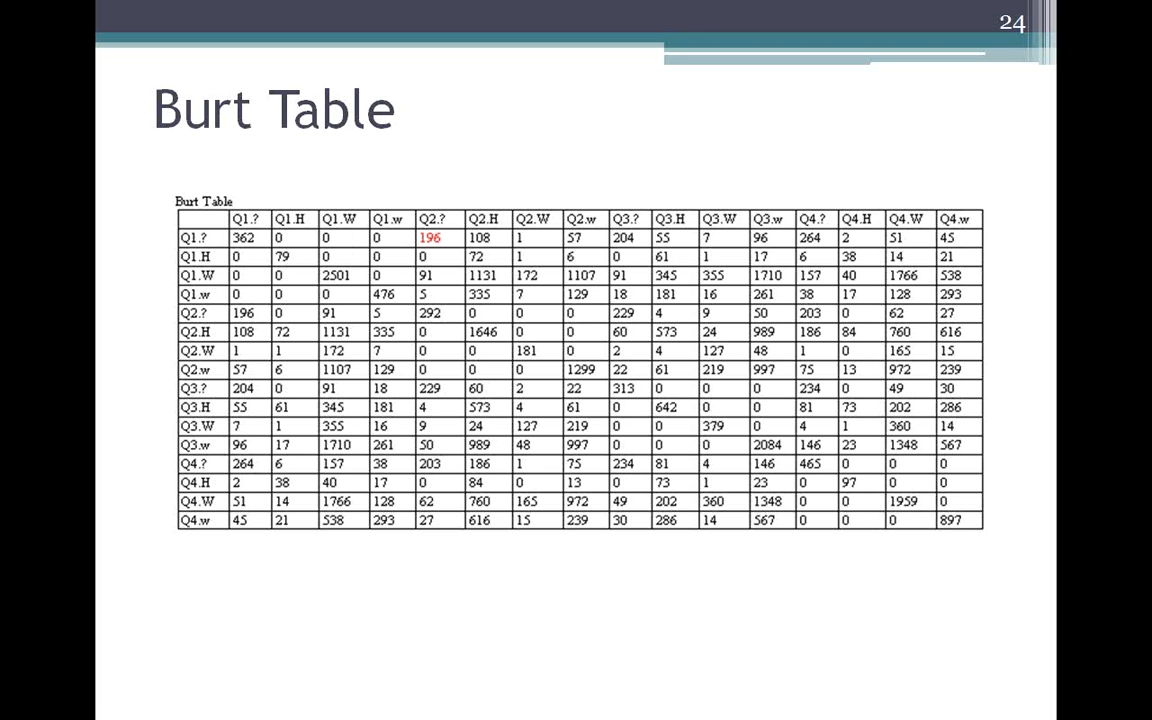 24
Burt Table
Burt Table
Q1.? Q1.H Q1.W Q1.w Q2.? Q2.H Q2.W Q2.w Q3.? Q3.H Q3.W Q3.w Q4.? Q4.H Q4.W Q4.w
Q1.? 362 0 0 0 196 108 1 57 204 55 7 96 264 2 51 45
Q1.H 0 79 0 0 0 72 1 6 0 61 1 17 6 38 14 21
Q1.W 0 0 2501 0 91 1131 172 1107 91 345 355 1710 157 40 1766 538
Q1.w 0 0 0 476 5 335 7 129 18 181 16 261 38 17 128 293
Q2.? 196 0 91 5 292 0 0 0 229 4 9 50 203 0 62 27
Q2.H 108 72 1131 335 0 1646 0 0 60 573 24 989 186 84 760 616
Q2.W 1 1 172 7 0 0 181 0 2 4 127 48 1 0 165 15
Q2.w 57 6 1107 129 0 0 0 1299 22 61 219 997 75 13 972 239
Q3.? 204 0 91 18 229 60 2 22 313 0 0 0 234 0 49 30
Q3.H 55 61 345 181 4 573 4 61 0 642 0 0 81 73 202 286
Q3.W 7 1 355 16 9 24 127 219 0 0 379 0 4 1 360 14
Q3.w 96 17 1710 261 50 989 48 997 0 0 0 2084 146 23 1348 567
Q4.? 264 6 157 38 203 186 1 75 234 81 4 146 465 0 0 0
Q4.H 2 38 40 17 0 84 0 13 0 73 1 23 0 97 0 0
Q4.W 51 14 1766 128 62 760 165 972 49 202 360 1348 0 0 1959 0
Q4.w 45 21 538 293 27 616 15 239 30 286 14 567 0 0 0 897